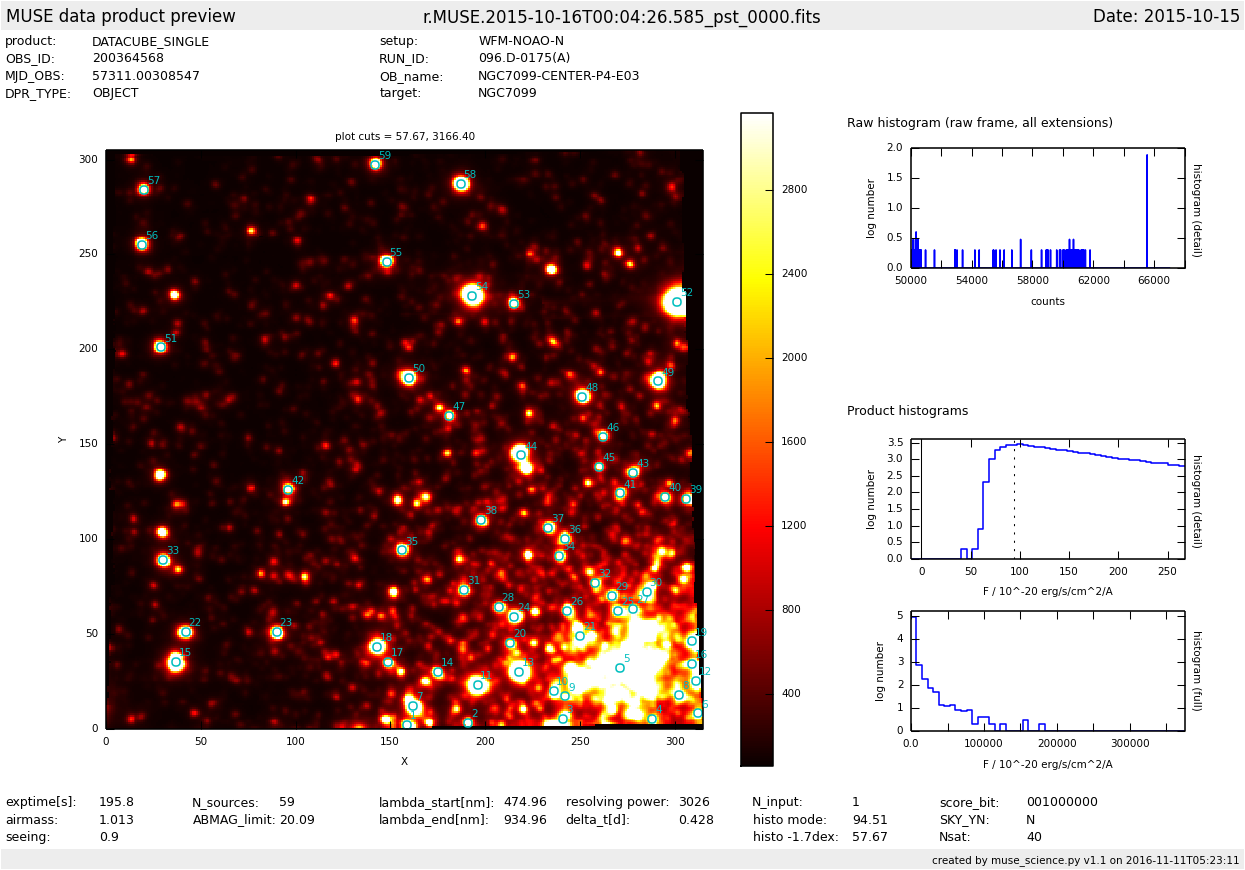 MUSE data product preview r.MUSE.2015-10-16T00:04:26.585_pst_0000.fits Date: 2015-10-15
product: DATACUBE_SINGLE setup: WFM-NOAO-N
OBS_ID: 200364568 RUN_ID: 096.D-0175(A)
MJD_OBS: 57311.00308547 OB_name: NGC7099-CENTER-P4-E03
DPR_TYPE: OBJECT target: NGC7099
plot cuts = 57.67, 3166.40
300
250
200
150
100
50
0
Y
0 50 100 150 200 250 300
X
59
57 58
56
55
54 53 52
51
50 49
48
47
46
44 45 43
42 41 40 39
38
37 36
35 34
33
32
31 29 30
28 26 27
24
22 23 21
20 19
18
17 16
15 14 13 12
11 10 9
7 6
2 4
5
2800
2400
2000
1600
1200
800
400
Raw histogram (raw frame, all extensions)
2.0
1.5
1.0
0.5
0.0
log number
histogram (detail)
50000 54000 58000 62000 66000
counts
Product histograms
3.5
3.0
2.5
2.0
1.5
1.0
0.5
0.0
log number
histogram (detail)
0 50 100 150 200 250
F / 10^-20 erg/s/cm^2/A
5
4
3
2
1
0
log number
histogram (full)
0.0 100000 200000 300000
F / 10^-20 erg/s/cm^2/A
exptime[s]: 195.8 N_sources: 59 lambda_start[nm]: 474.96 resolving power: 3026 N_input: 1 score_bit: 001000000
airmass: 1.013 ABMAG_limit: 20.09 lambda_end[nm]: 934.96 delta_t[d]: 0.428 histo mode: 94.51 SKY_YN: N
seeing: 0.9 histo -1.7dex: 57.67 Nsat: 40
created by muse_science.py v1.1 on 2016-11-11T05:23:11